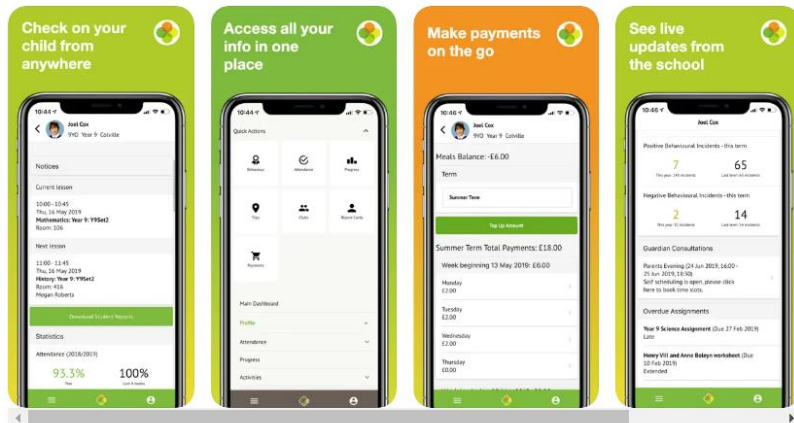 Check on your
child from
anywhere
10:44
Joel Cox
9YO Year 9 Colville
Notices
Current lesson
10:00 - 10:45
Thu, 16 May 2019
Mathematics: Year 9: Y9Set2
Room: 106
Next lesson
11:00 - 11:45
Thu, 16 May 2019
History: Year 9: Y9Set2
Room: 416
Megan Roberts
Download Student Reports
Statistics
Attendance (2018/2019)
93.3% 100%
Year Last 4 weeks
Access all your
info in one
place
10:44
Quick Actions
Behaviour Attendance Progress
Trips Clubs Report Cards
Payments
Main Dashboard
Profile
Attendance
Progress
Activities
Make payments
on the go
10:46
Joel Cox
9YO Year 9 Colville
Meals Balance: -£6.00
Term
Summer Term
Top Up Amount
Summer Term Total Payments: £18.00
Week beginning 13 May 2019: £6.00
Monday
£2.00
Tuesday
£2.00
Wednesday
£2.00
Thursday
£0.00
See live
updates from
the school
10:46
Joel Cox
Positive Behavioural Incidents - this term
7 65
Negative Behavioural Incidents - this term
2 14
Guardian Consultations
Parents Evening (24 Jun 2019, 16:00 -
25 Jun 2019, 18:50)
Self scheduling is open, please click
here to book time slots.
Overdue Assignments
Year 9 Science Assignment (Due 27 Feb 2019)
Late
Henry VIII and Anne Boleyn worksheet (Due
10 Feb 2019)
Extended